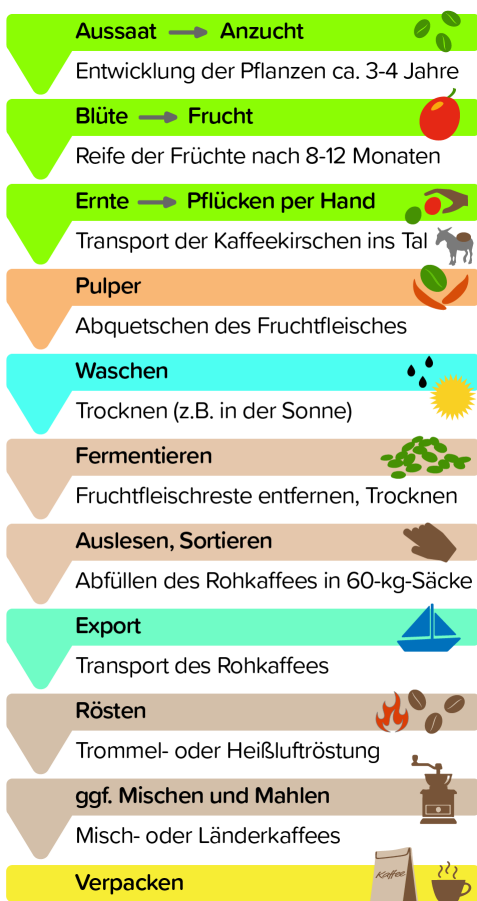 Aussaat → Anzucht
Entwicklung der Pflanzen ca. 3-4 Jahre
Blüte → Frucht
Reife der Früchte nach 8-12 Monaten
Ernte → Pflücken per Hand
Transport der Kaffeekirschen ins Tal
Pulper
Abquetschen des Fruchtfleisches
Waschen
Trocknen (z.B. in der Sonne)
Fermentieren
Fruchtfleischreste entfernen, Trocknen
Auslesen, Sortieren
Abfüllen des Rohkaffees in 60-kg-Säcke
Export
Transport des Rohkaffees
Rösten
Trommel- oder Heißluftröstung
ggf. Mischen und Mahlen
Misch- oder Länderkaffees
Verpacken
Kaffee